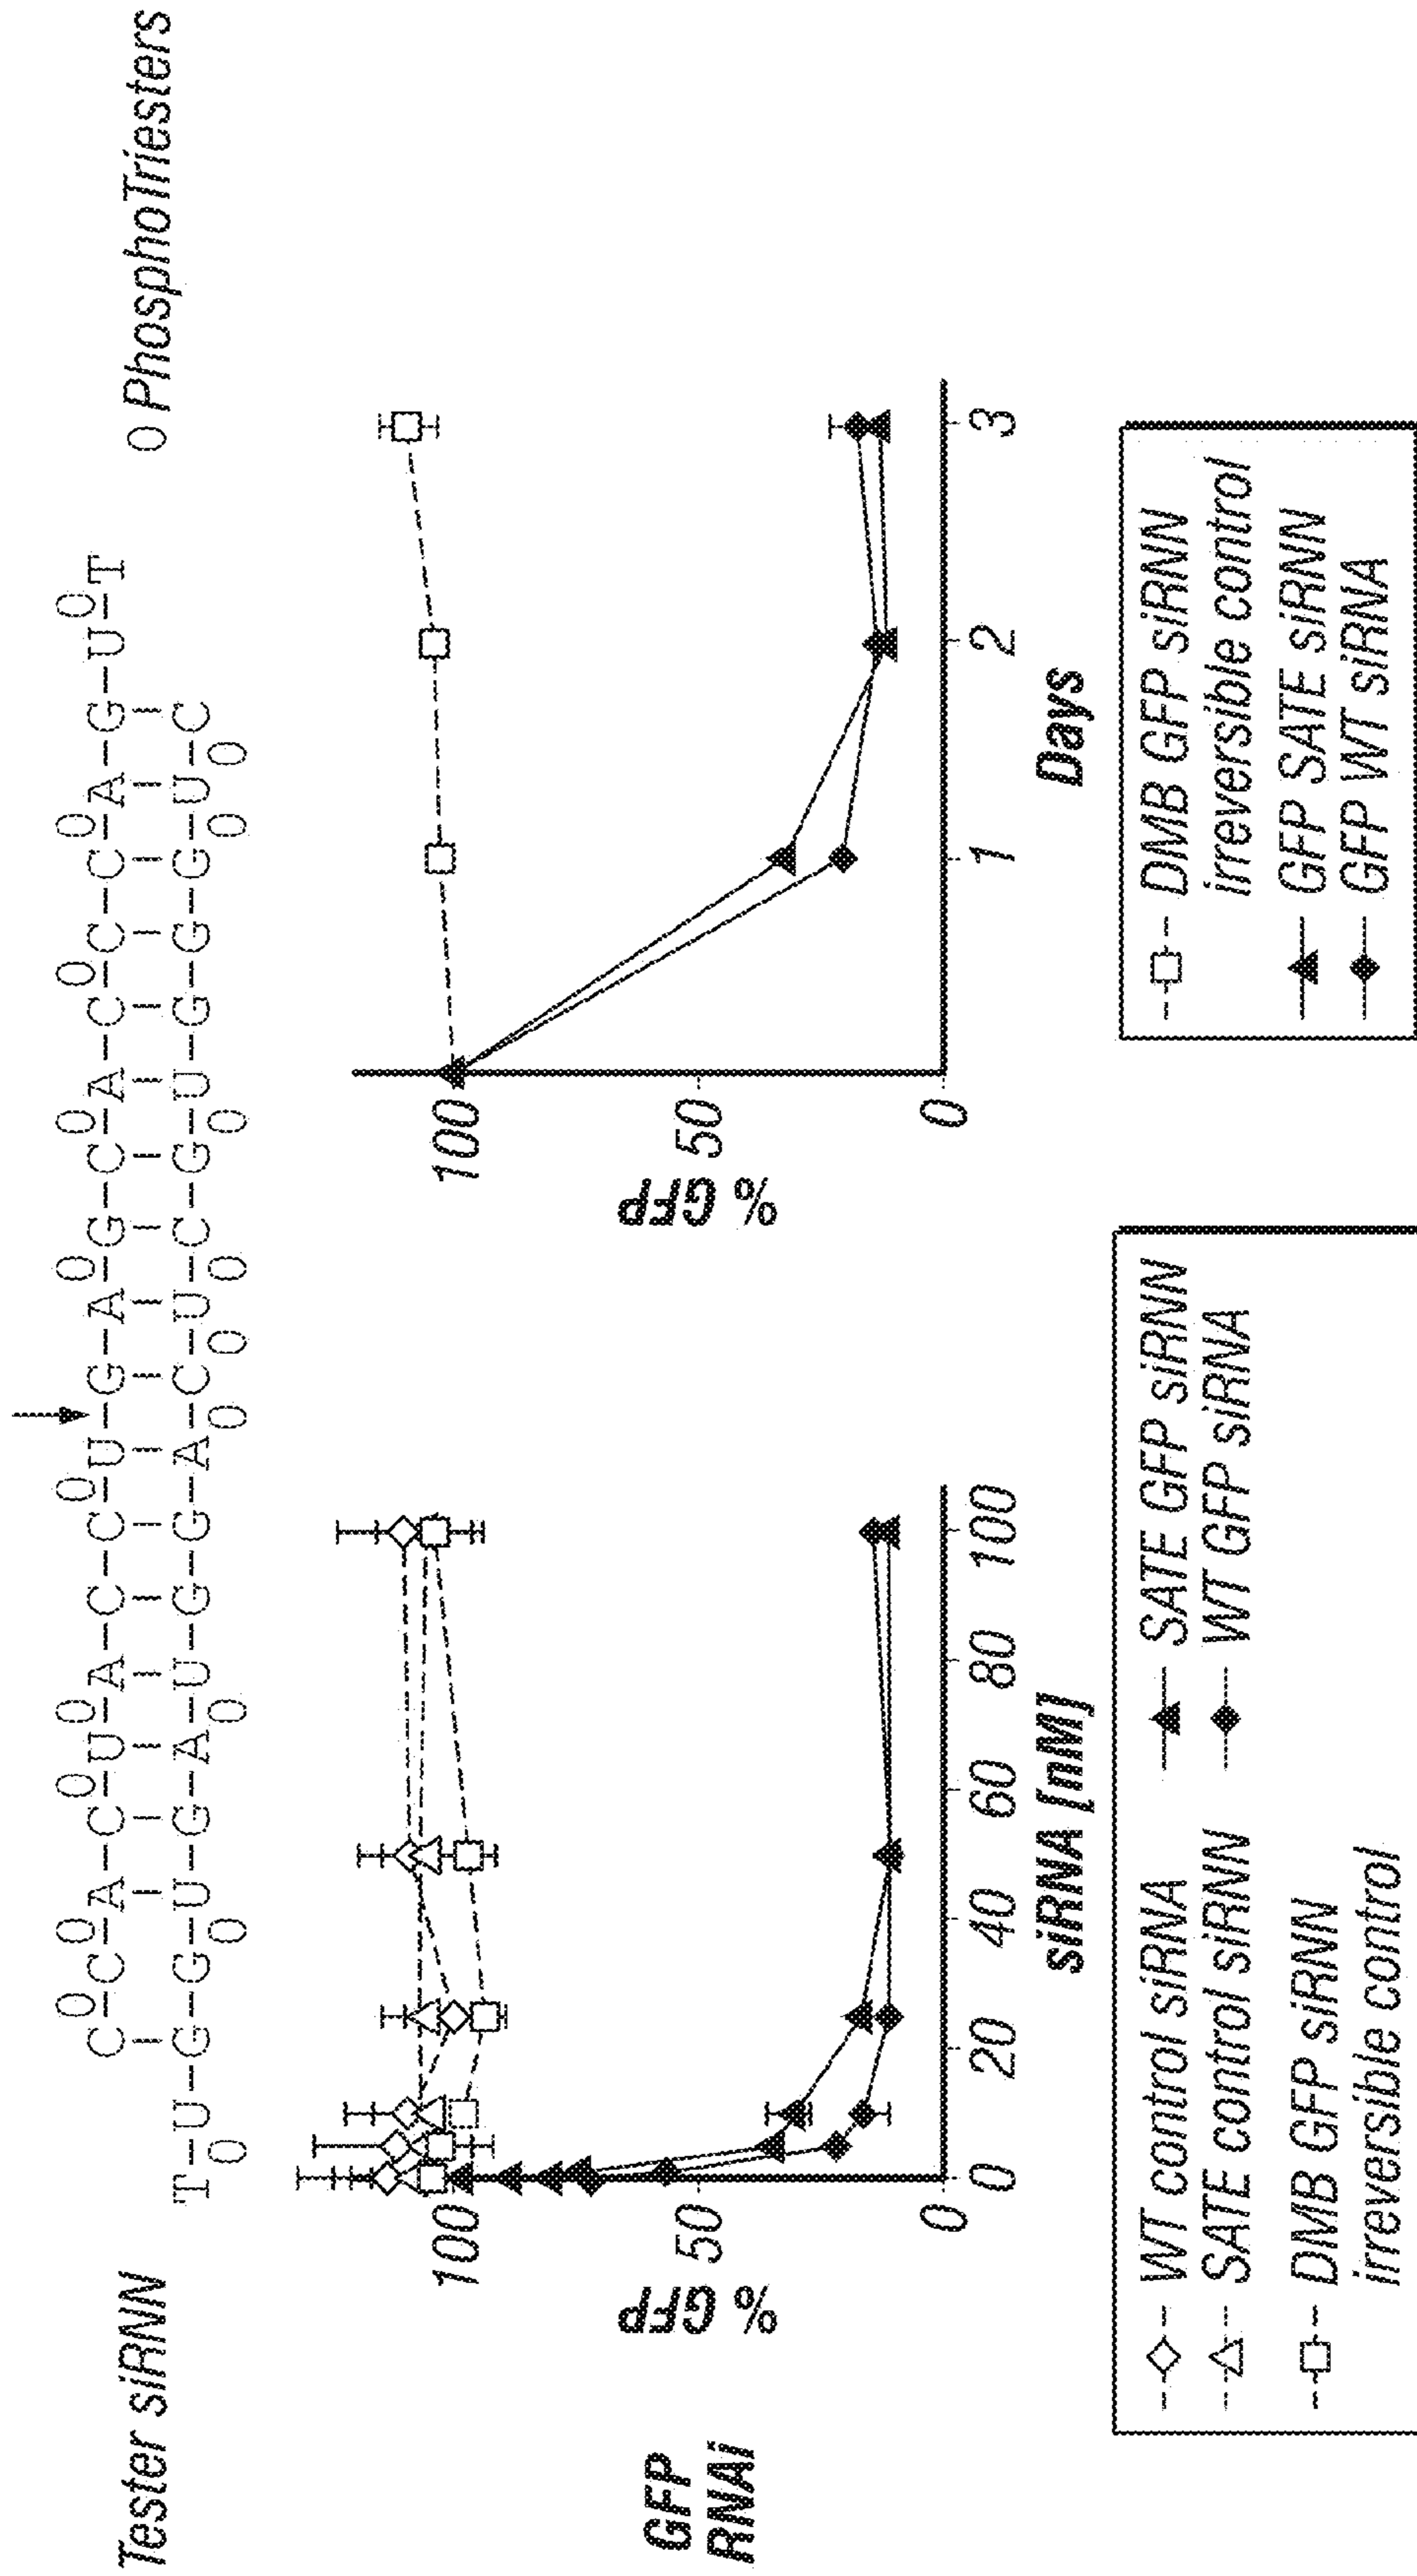 Tester siRNN
O O O O O O O O O O
C-C-A-C-U-A-C-C-U-G-A-G-C-A-C-C-C-A-G-U-T
T-U-G-G-U-G-A-U-G-G-A-C-U-C-G-U-G-G-G-U-C
O O O O O O O O O
O PhosphoTriesters
GFP
RNAi
% GFP
100
50
0
0 20 40 60 80 100
siRNA [nM]
WT control siRNA
SATE control siRNN
DMB GFP siRNN
irreversible control
SATE GFP siRNN
WT GFP siRNA
% GFP
100
50
0
1 2 3
Days
DMB GFP siRNN
irreversible control
GFP SATE siRNN
GFP WT siRNA